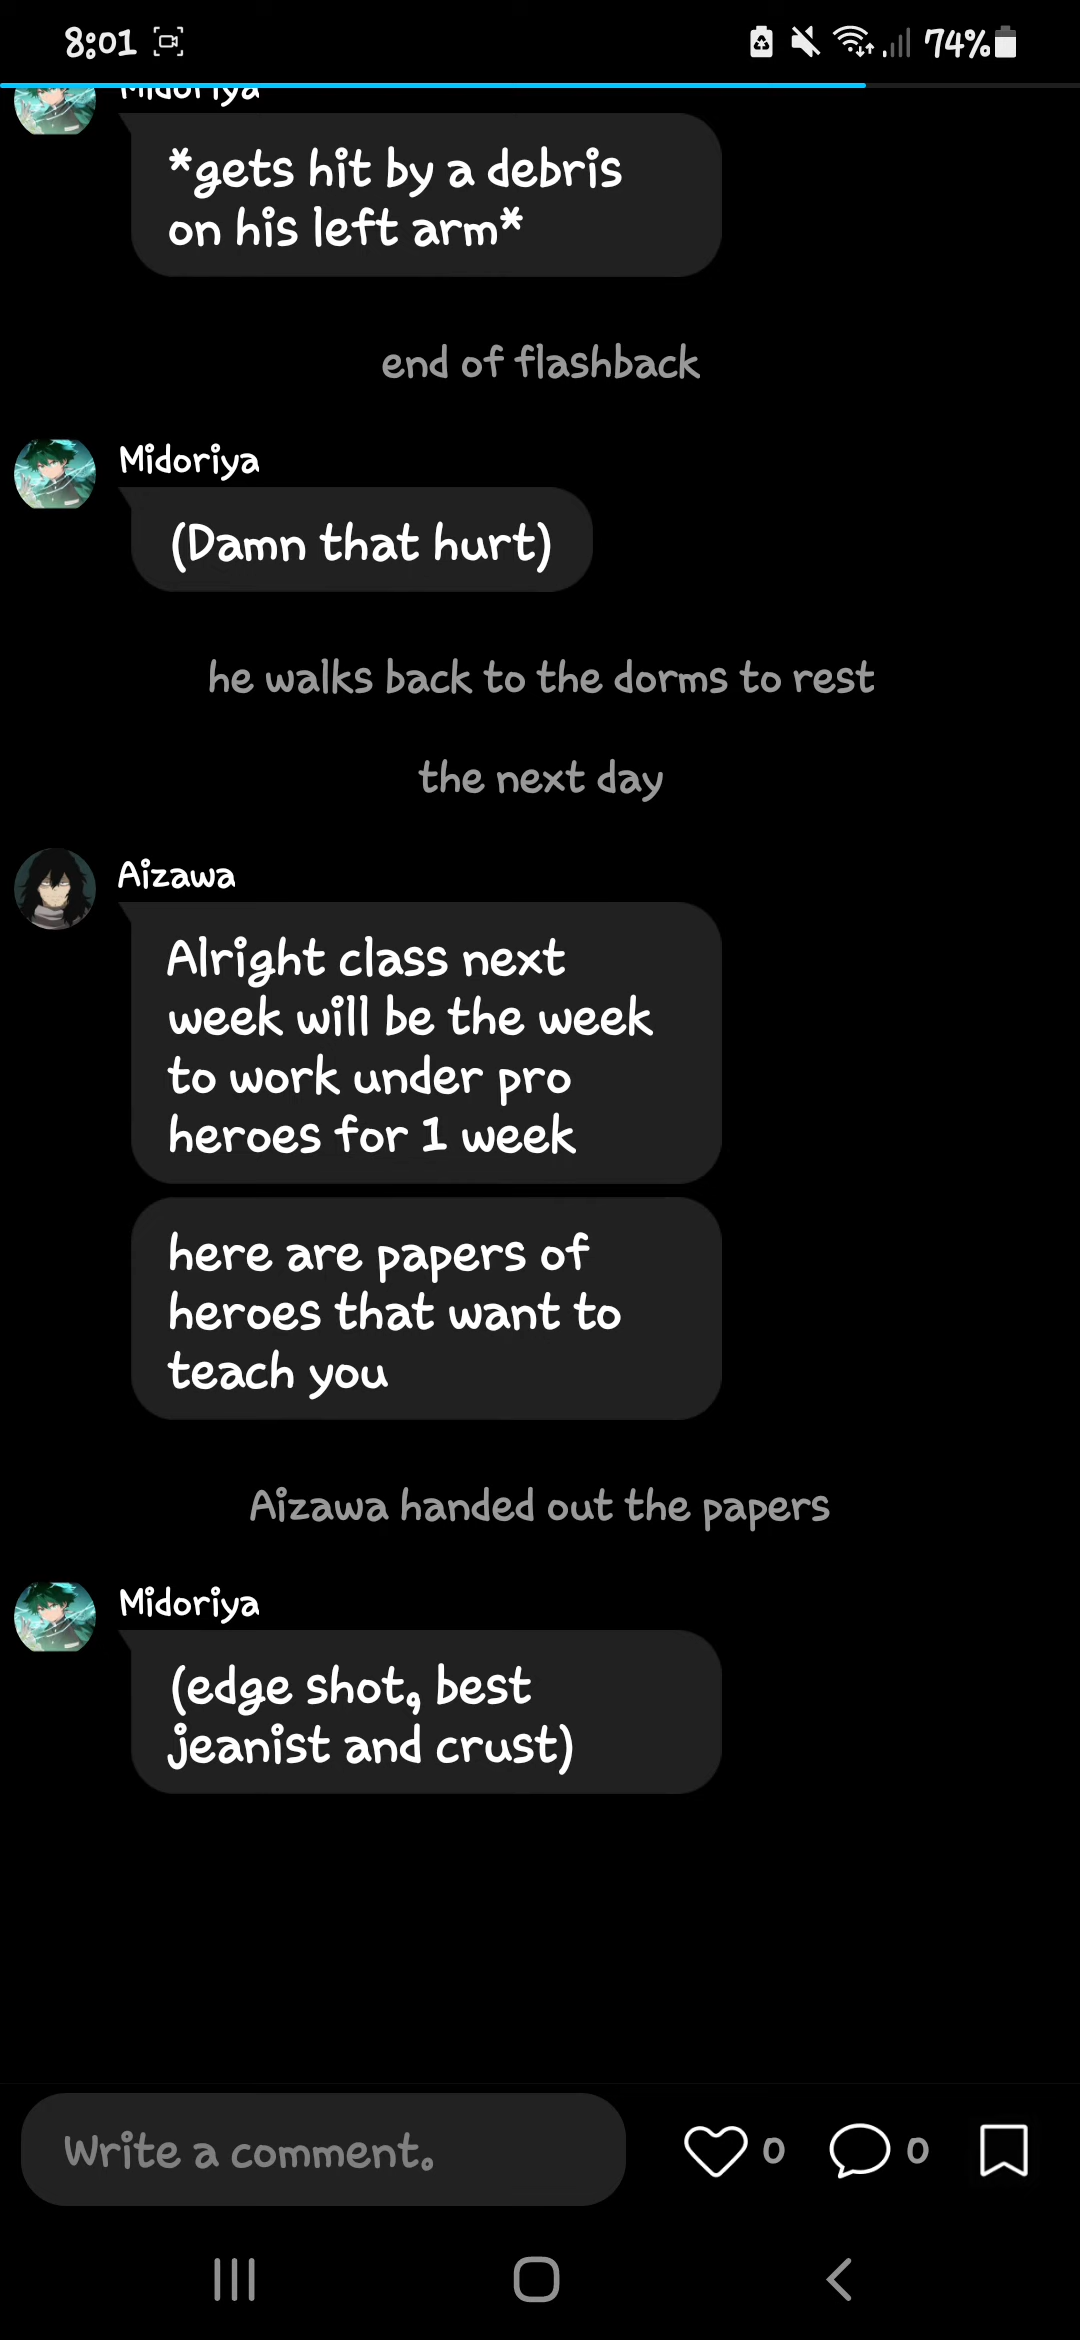 8:01
74%
Midoriya
*gets hit by a debris
on his left arm*
end of flashback
Midoriya
(Damn that hurt)
he walks back to the dorms to rest
the next day
Aizawa
Alright class next
week will be the week
to work under pro
heroes for 1 week
here are papers of
heroes that want to
teach you
Aizawa handed out the papers
Midoriya
(edge shot, best
jeanist and crust)
Write a comment.
0
0